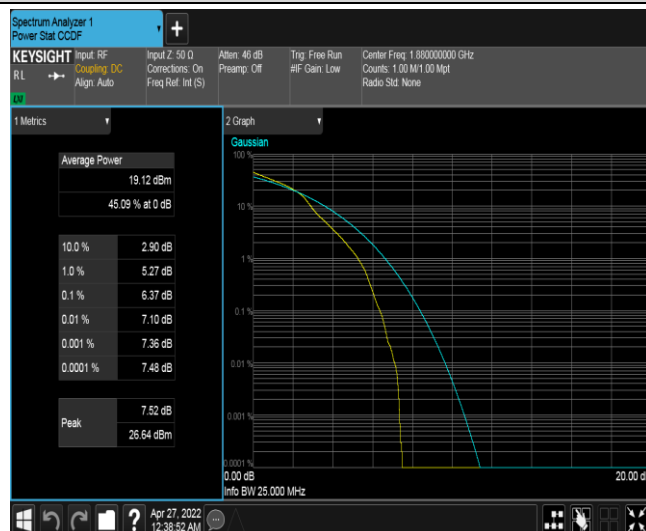 Spectrum Analyzer 1
Power Stat CCDF
+
KEYSIGHT Input: RF Input Z: 50 Ω Atten: 46 dB Trig: Free Run Center Freq: 1.880000000 GHz
RL Coupling: DC Corrections: On Preamp: Off #IF Gain: Low Counts: 1.00 M/1.00 Mpt
Align: Auto Freq Ref: Int (S) Radio Std: None
LM
1 Metrics 2 Graph
Gaussian
Average Power
19.12 dBm
45.09 % at 0 dB
10.0 % 2.90 dB
1.0 % 5.27 dB
0.1 % 6.37 dB
0.01 % 7.10 dB
0.001 % 7.36 dB
0.0001 % 7.48 dB
Peak 7.52 dB
26.64 dBm
100 %
10 %
1 %
0.1 %
0.01 %
0.001 %
0.0001 %
0.00 dB 20.00 d
Info BW 25.000 MHz
? Apr 27, 2022
12:38:52 AM